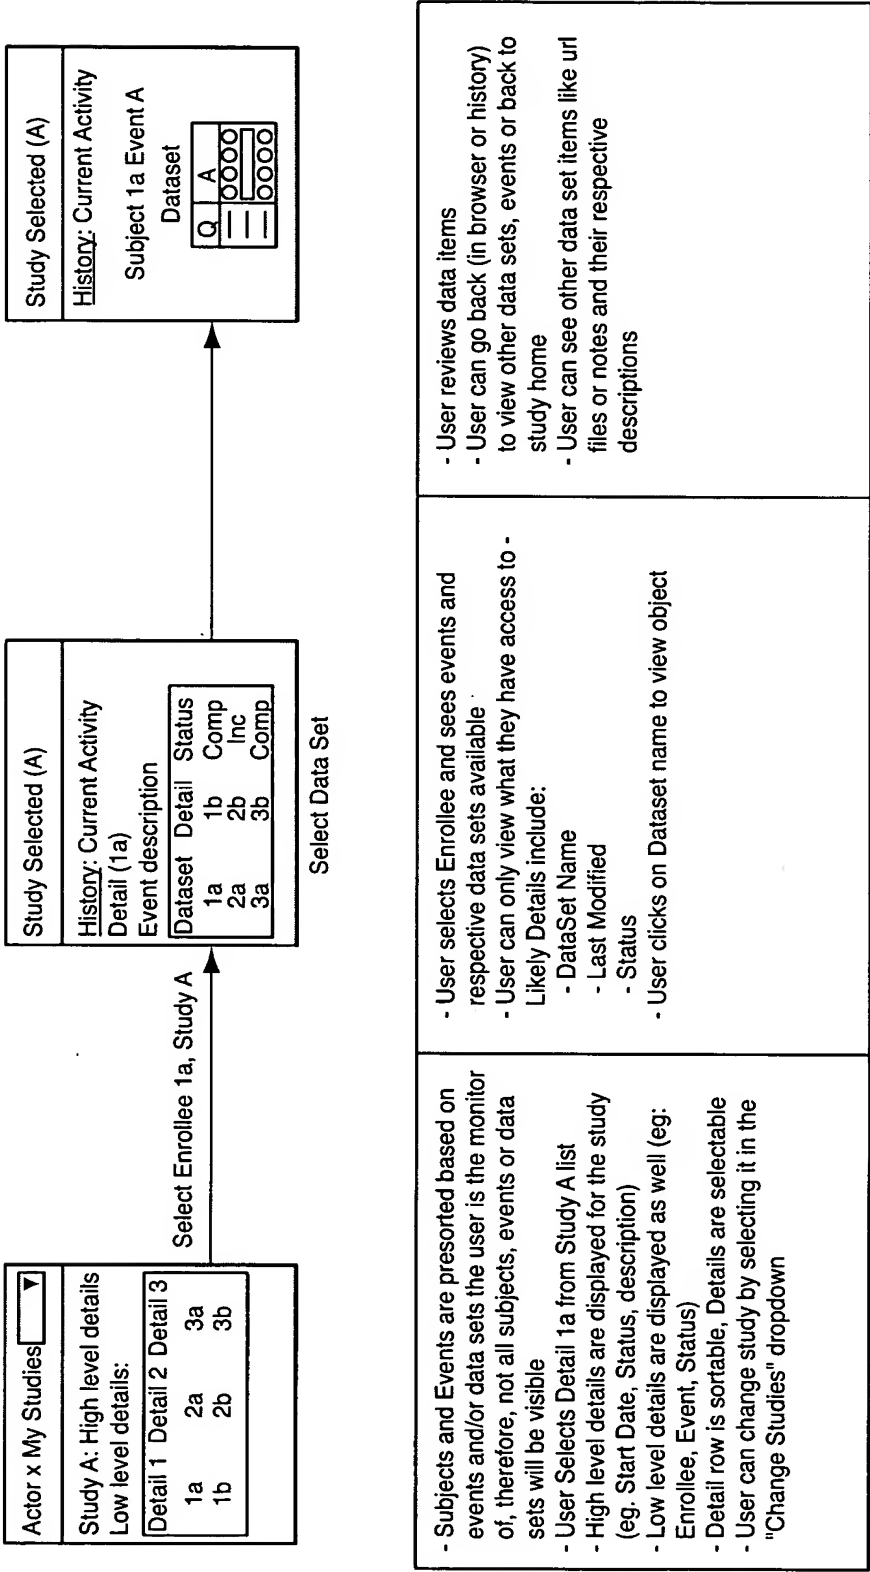 Actor x My Studies
Study A: High level details
Low level details:
Detail 1 Detail 2 Detail 3
1a 2a 3a
1b 2b 3b
Select Enrollee 1a, Study A
Study Selected (A)
History: Current Activity
Detail (1a)
Event description
Dataset Detail Status
1a 1b Comp
2a 2b Inc
3a 3b Comp
Select Data Set
Study Selected (A)
History: Current Activity
Subject 1a Event A
Dataset
Q A
- Subjects and Events are presorted based on
events and/or data sets the user is the monitor
of, therefore, not all subjects, events or data
sets will be visible
- User Selects Detail 1a from Study A list
- High level details are displayed for the study
(eg. Start Date, Status, description)
- Low level details are displayed as well (eg:
Enrollee, Event, Status)
- Detail row is sortable, Details are selectable
- User can change study by selecting it in the
"Change Studies" dropdown
- User selects Enrollee and sees events and
respective data sets available
- User can only view what they have access to -
Likely Details include:
- DataSet Name
- Last Modified
- Status
- User clicks on Dataset name to view object
- User reviews data items
- User can go back (in browser or history)
to view other data sets, events or back to
study home
- User can see other data set items like url
files or notes and their respective
descriptions